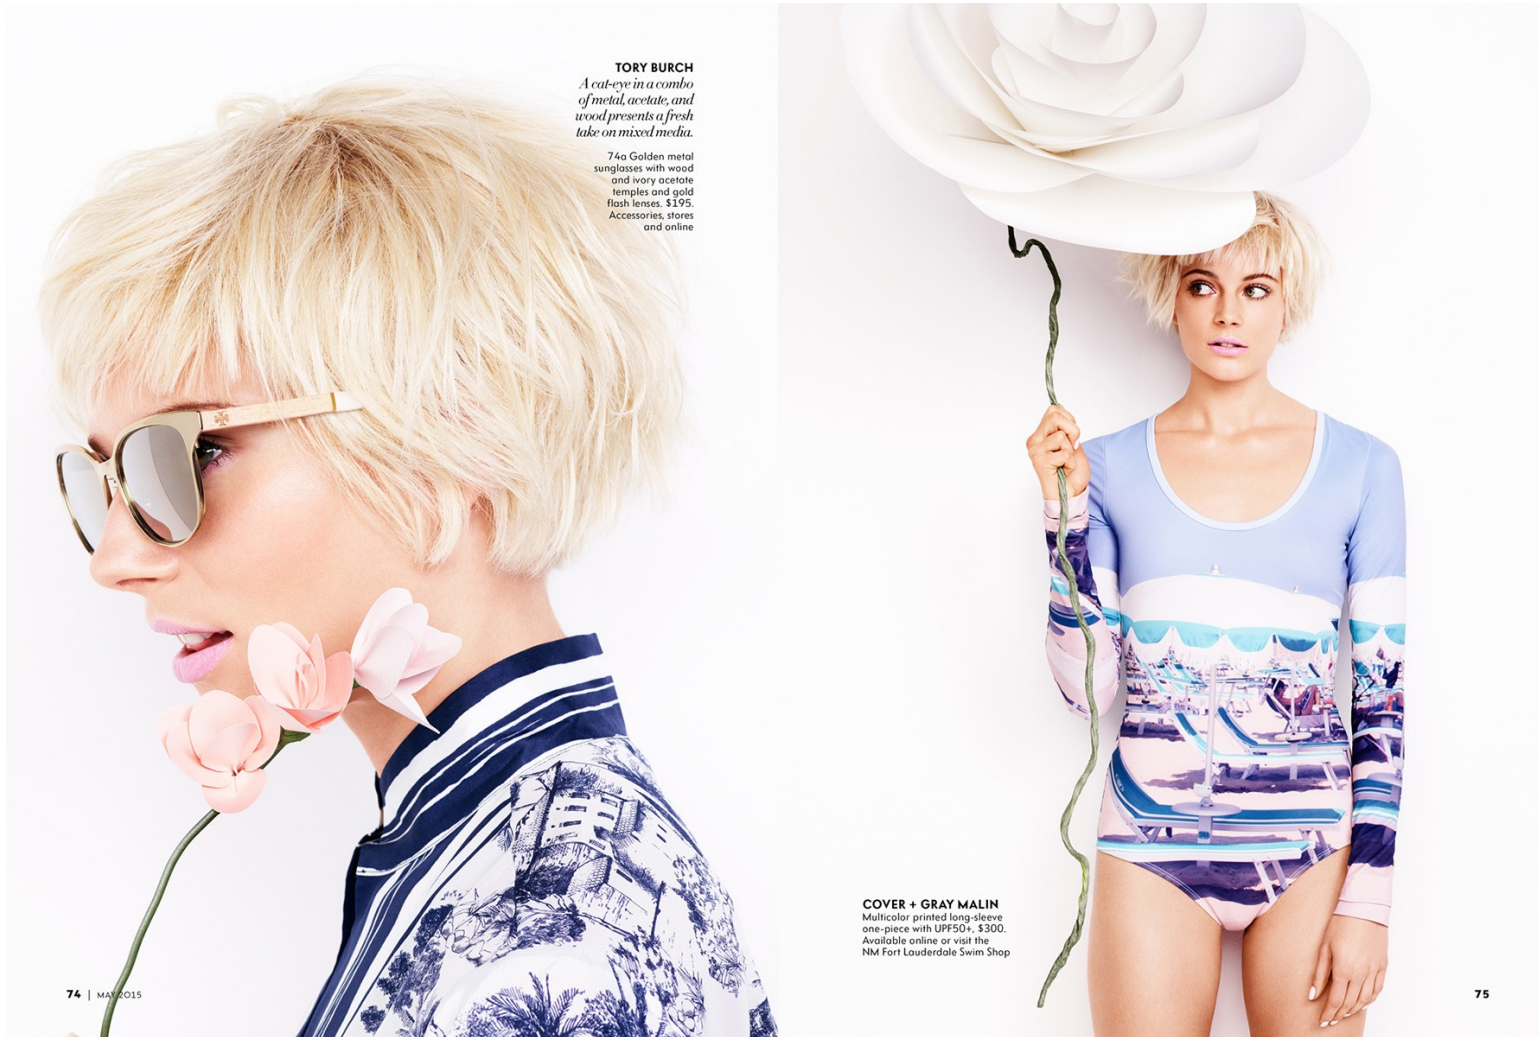 TORY BURCH
A cat-eye in a combo
of metal, acetate, and
wood presents a fresh
take on mixed media.
74a Golden metal
sunglasses with wood
and ivory acetate
temples and gold
flash lenses. $195.
Accessories, stores
and online
74 | MAY 2015
COVER + GRAY MALIN
Multicolor printed long-sleeve
one-piece with UPF50+, $300.
Available online or visit the
NM Fort Lauderdale Swim Shop
75